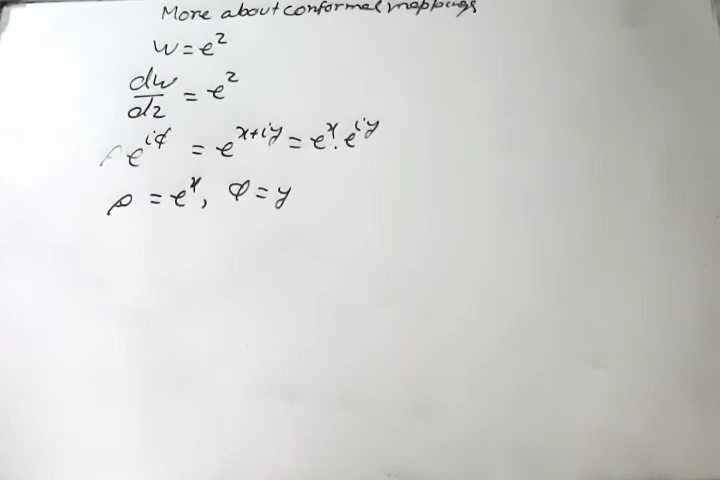 More about conformal mappings
w = e^z
dw/dz = e^z
ρe^{iφ} = e^{x+iy} = e^x · e^{iy}
ρ = e^x, φ = y